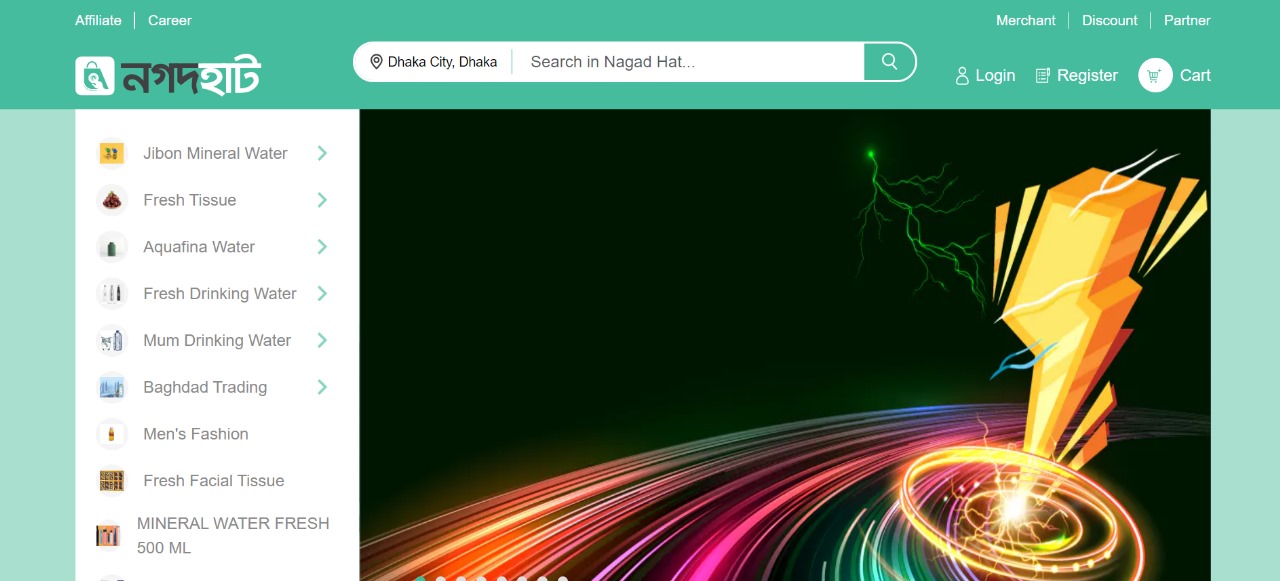 Affiliate Career
Merchant Discount Partner
নগদহাট
Dhaka City, Dhaka
Search in Nagad Hat...
Login Register Cart
Jibon Mineral Water
Fresh Tissue
Aquafina Water
Fresh Drinking Water
Mum Drinking Water
Baghdad Trading
Men's Fashion
Fresh Facial Tissue
MINERAL WATER FRESH
500 ML